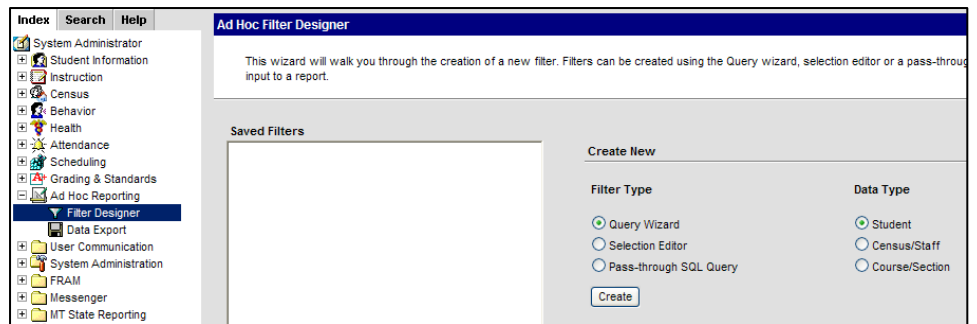 Index Search Help
System Administrator
Student Information
Instruction
Census
Behavior
Health
Attendance
Scheduling
A+ Grading & Standards
Ad Hoc Reporting
Filter Designer
Data Export
User Communication
System Administration
FRAM
Messenger
MT State Reporting
Ad Hoc Filter Designer
This wizard will walk you through the creation of a new filter. Filters can be created using the Query wizard, selection editor or a pass-throug
input to a report.
Saved Filters
Create New
Filter Type Data Type
Query Wizard Student
Selection Editor Census/Staff
Pass-through SQL Query Course/Section
Create